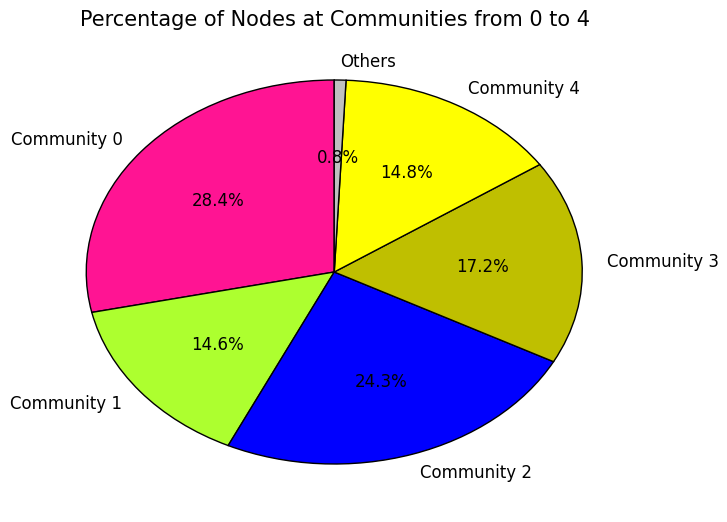 Percentage of Nodes at Communities from 0 to 4
Others
Community 4
Community 0
0.8%
14.8%
28.4%
Community 3
17.2%
14.6%
24.3%
Community 1
Community 2